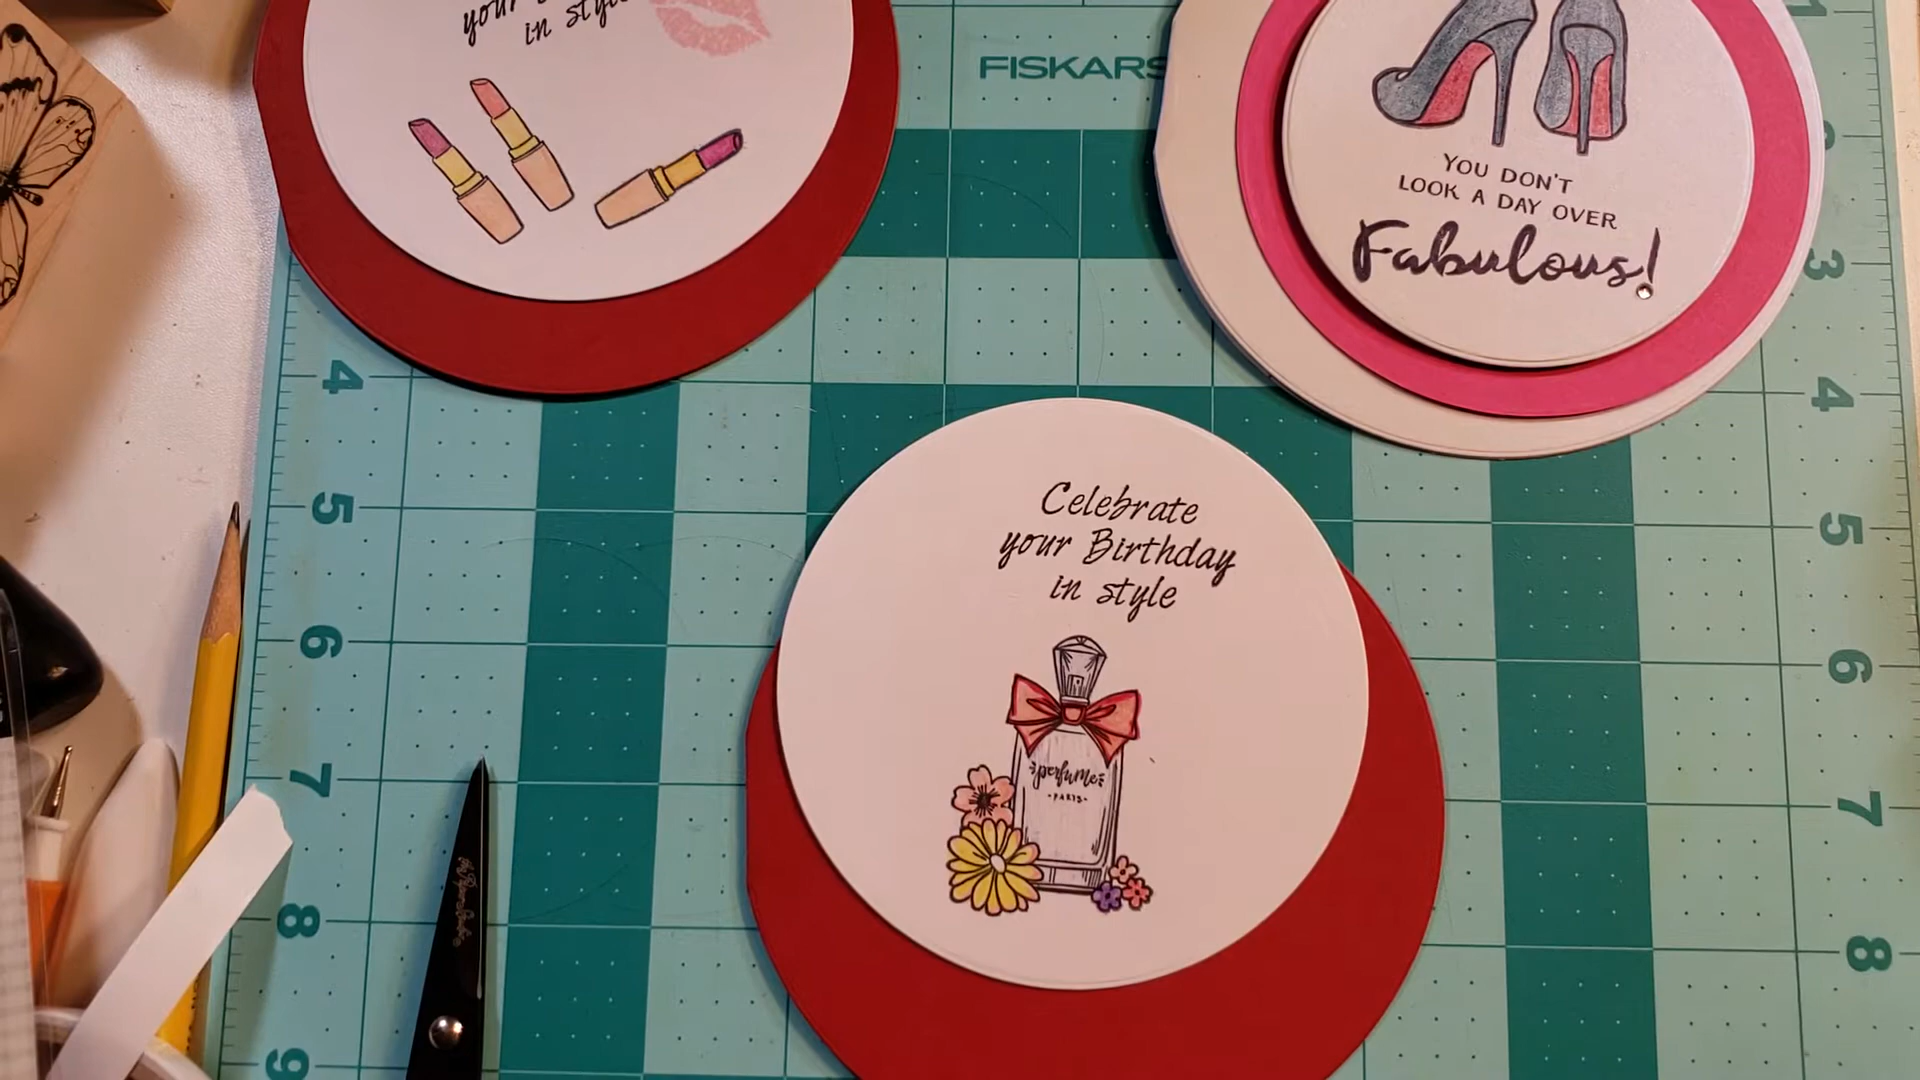 your
in style
FISKARS
YOU DON'T
LOOK A DAY OVER
Fabulous!
Celebrate
your Birthday
in style
perfume
-PARIS-
4
5
6
7
8
9
3
4
5
6
7
8